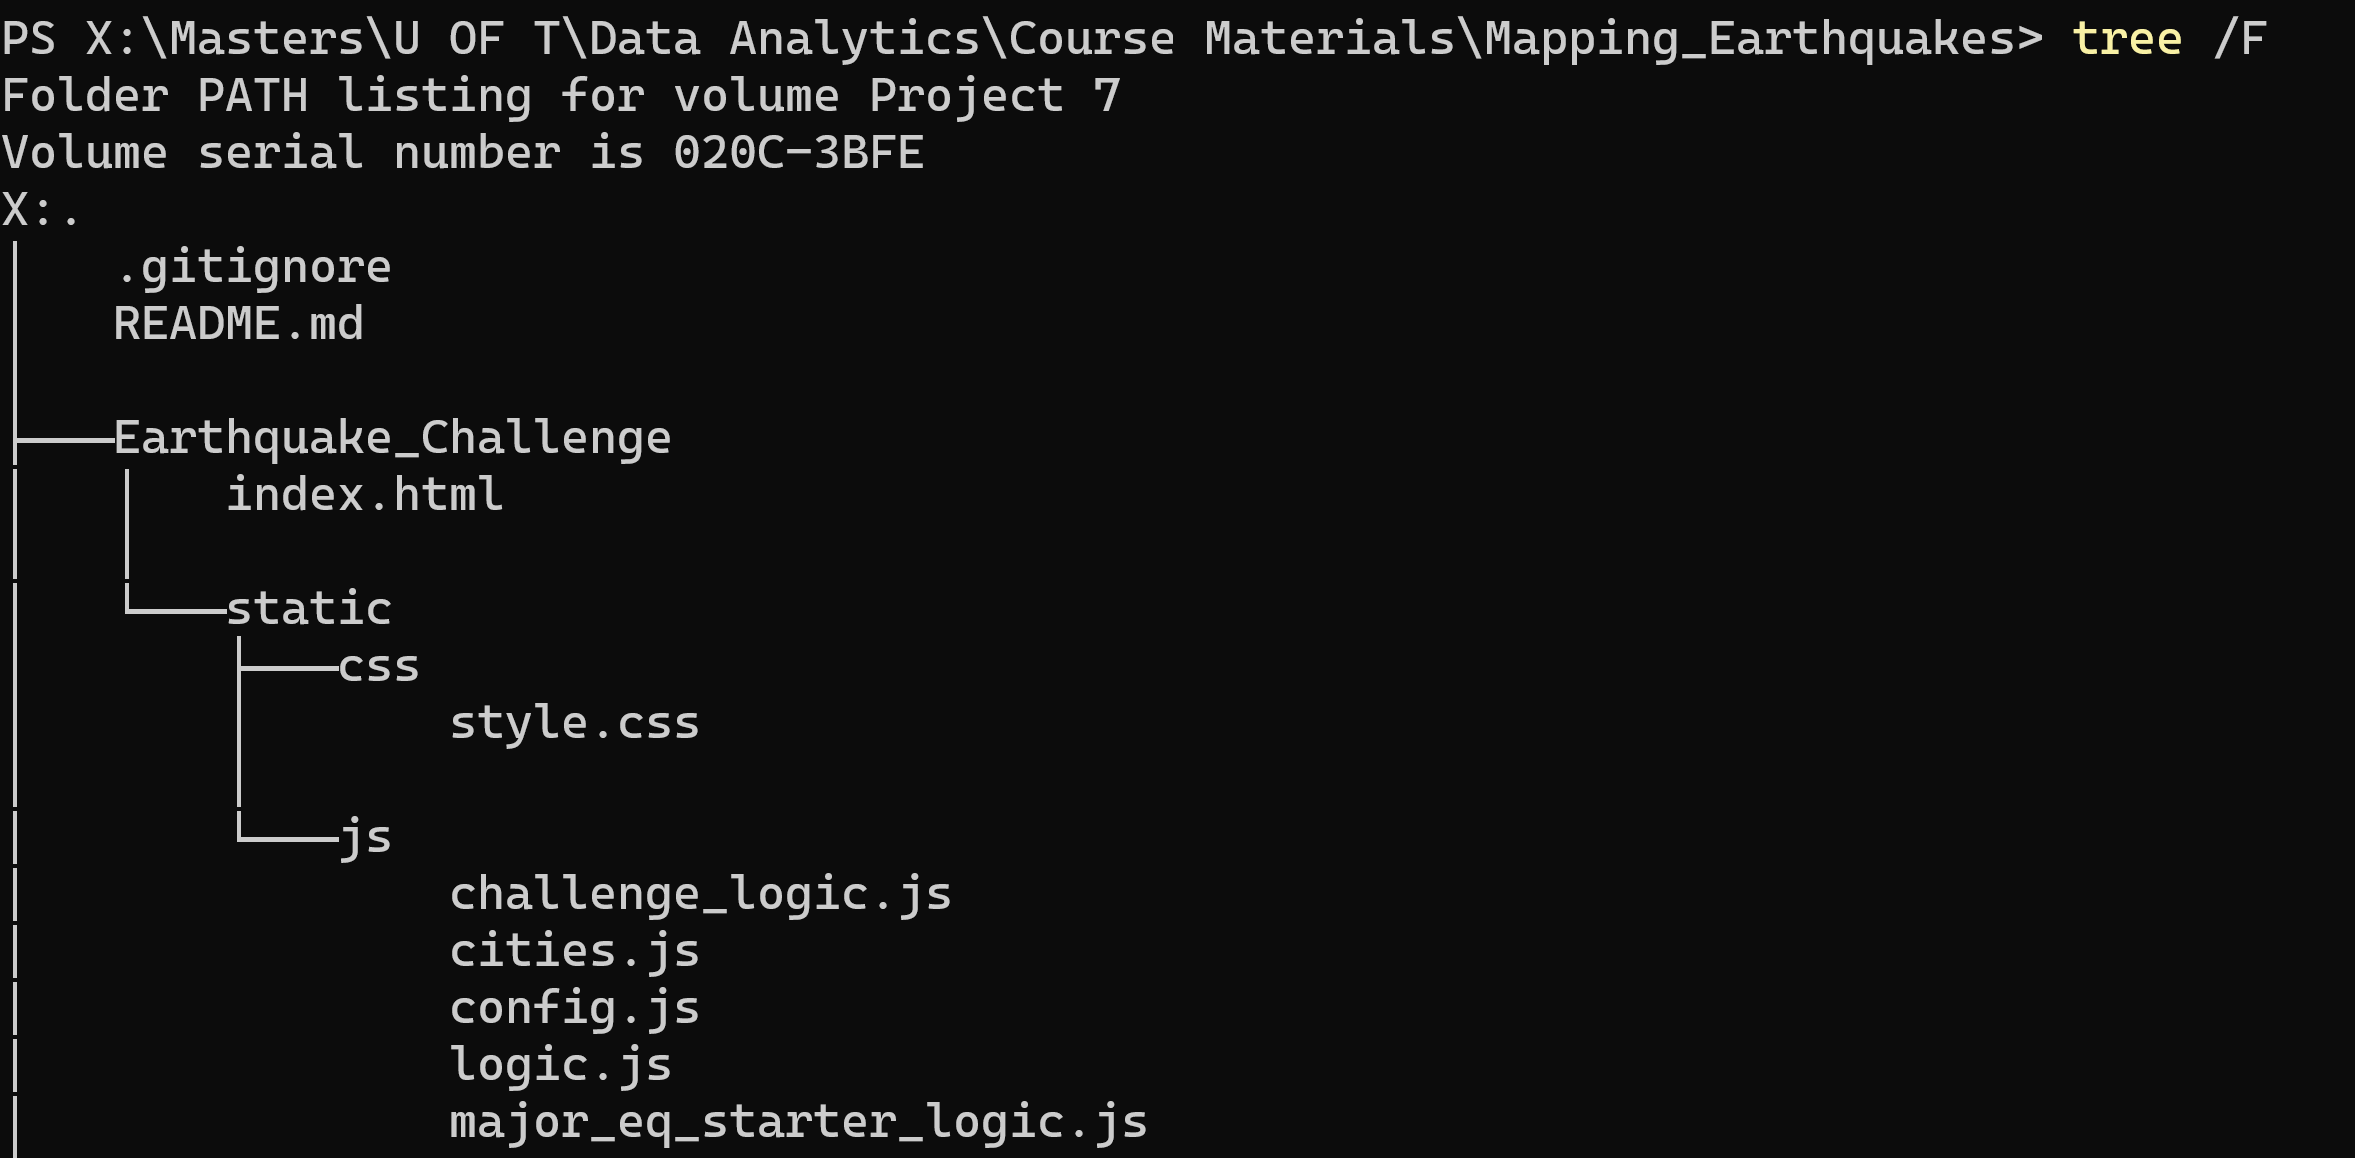 PS X:\Masters\U OF T\Data Analytics\Course Materials\Mapping_Earthquakes> tree /F
Folder PATH listing for volume Project 7
Volume serial number is 020C-3BFE
X:.
│   .gitignore
│   README.md
│
├───Earthquake_Challenge
│   │   index.html
│   │
│   └───static
│       ├───css
│       │       style.css
│       │
│       └───js
│               challenge_logic.js
│               cities.js
│               config.js
│               logic.js
│               major_eq_starter_logic.js